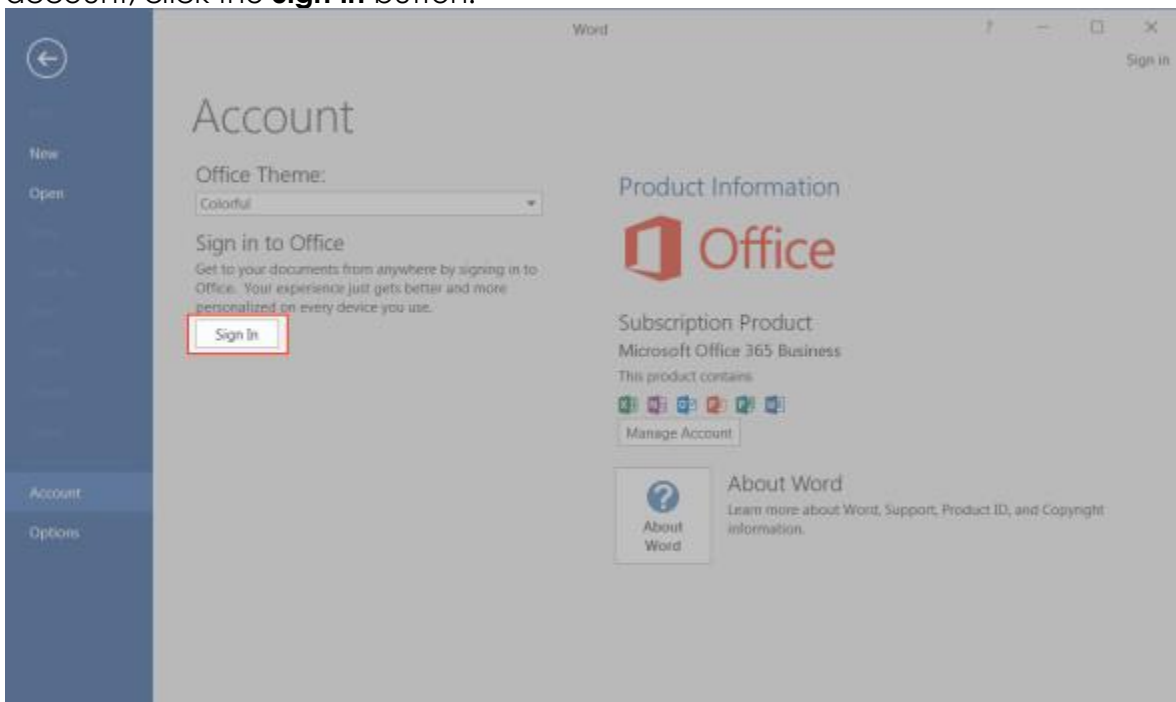 account, click the Sign in button.
Word
Sign in
Account
New
Open
Account
Options
Office Theme:
Colorful
Sign in to Office
Get to your documents from anywhere by signing in to
Office. Your experience just gets better and more
personalized on every device you use.
Sign In
Product Information
Office
Subscription Product
Microsoft Office 365 Business
This product contains
Manage Account
About
Word
About Word
Learn more about Word, Support, Product ID, and Copyright
information.